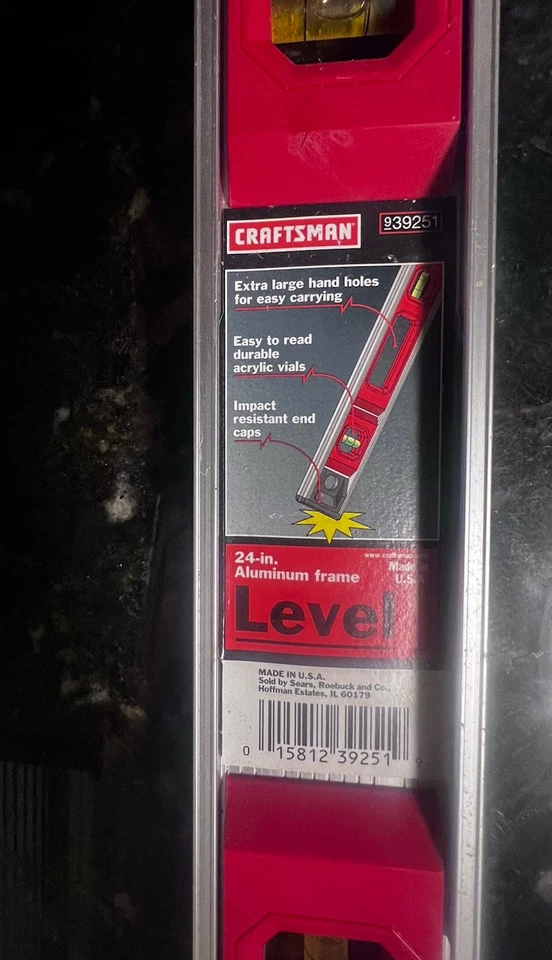 CRAFTSMAN
939251
Extra large hand holes
for easy carrying
Easy to read
durable
acrylic vials
Impact
resistant end
caps
24-in.
Aluminum frame
Made
U.S.A.
Level
MADE IN U.S.A.
Sold by Sears, Roebuck and Co.,
Hoffman Estates, IL 60179
0 15812 39251 9